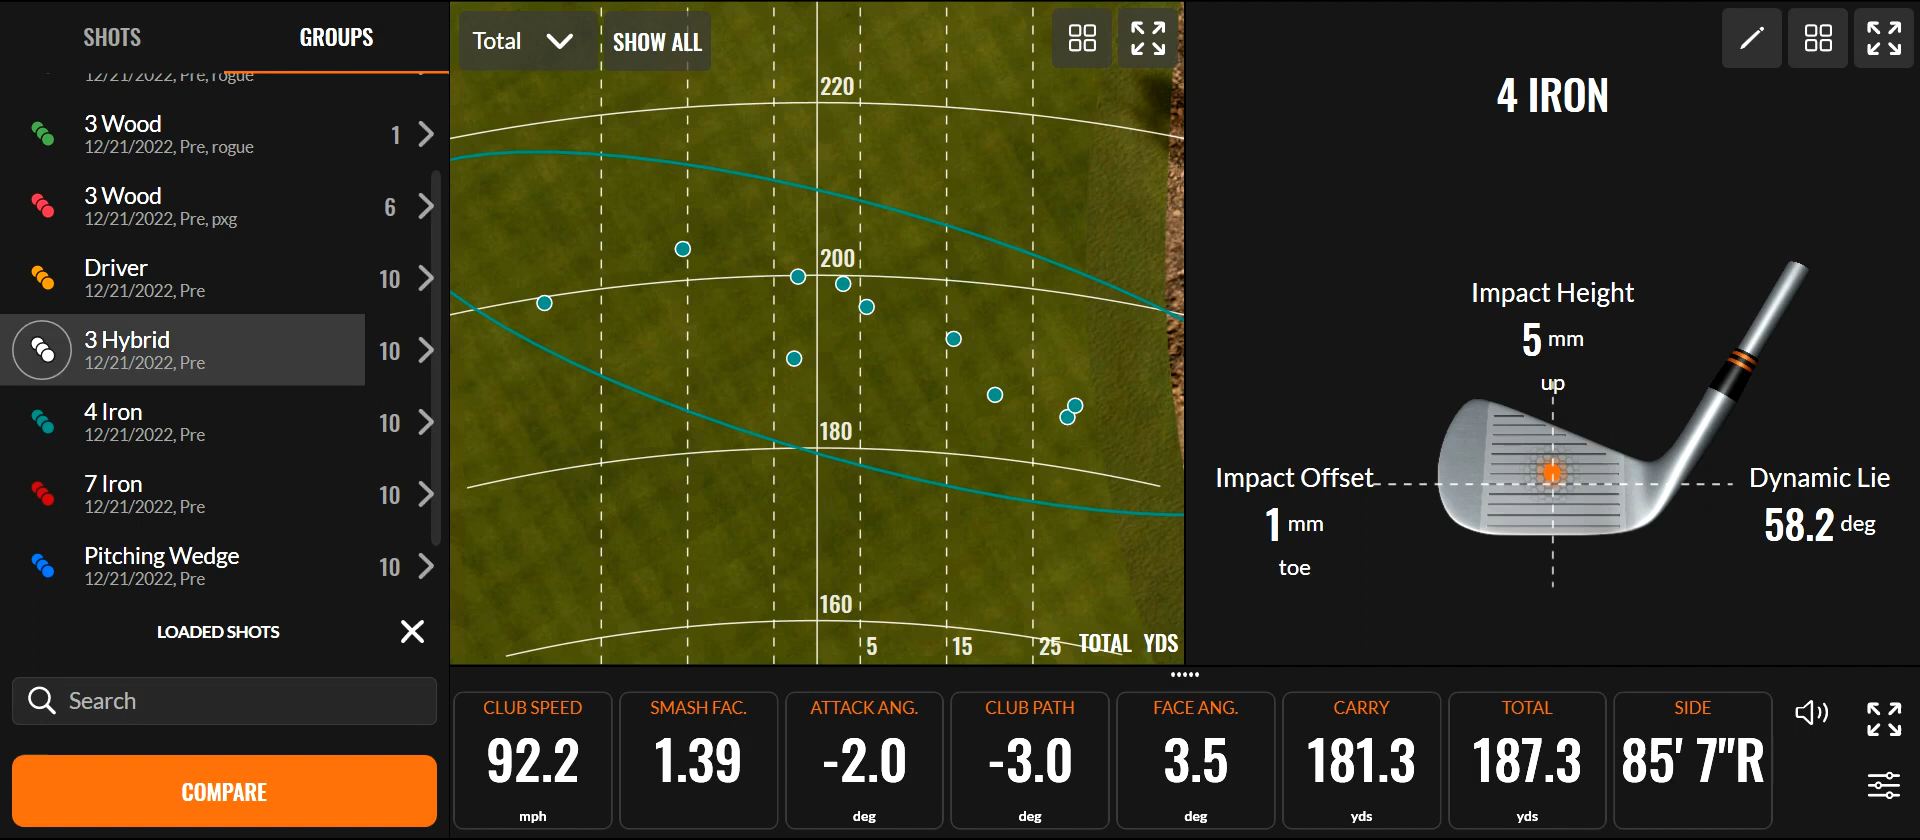 SHOTS
GROUPS
12/21/2022, Pre, rogue
3 Wood
12/21/2022, Pre, rogue
1
3 Wood
12/21/2022, Pre, pxg
6
Driver
12/21/2022, Pre
10
3 Hybrid
12/21/2022, Pre
10
4 Iron
12/21/2022, Pre
10
7 Iron
12/21/2022, Pre
10
Pitching Wedge
12/21/2022, Pre
10
LOADED SHOTS
Search
COMPARE
Total
SHOW ALL
220
200
180
160
5
15
25
TOTAL YDS
4 IRON
Impact Height
5 mm
up
Impact Offset
1 mm
toe
Dynamic Lie
58.2 deg
CLUB SPEED
92.2
mph
SMASH FAC.
1.39
ATTACK ANG.
-2.0
deg
CLUB PATH
-3.0
deg
FACE ANG.
3.5
deg
CARRY
181.3
yds
TOTAL
187.3
yds
SIDE
85' 7"R